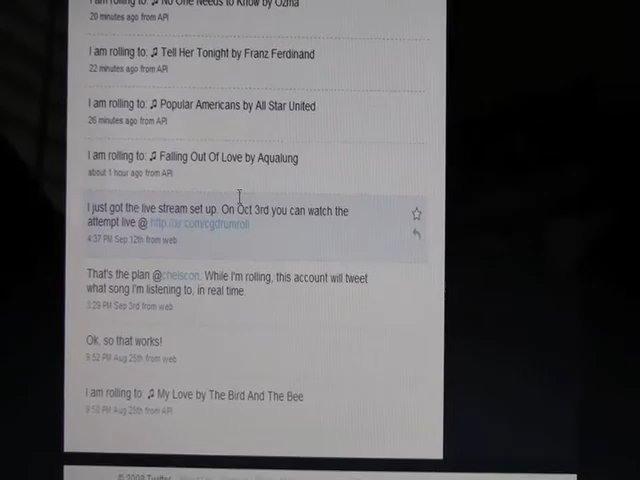 I am rolling to: ♫ No One Needs to Know by Ozma
20 minutes ago from API
I am rolling to: ♫ Tell Her Tonight by Franz Ferdinand
22 minutes ago from API
I am rolling to: ♫ Popular Americans by All Star United
26 minutes ago from API
I am rolling to: ♫ Falling Out Of Love by Aqualung
about 1 hour ago from API
I just got the live stream set up. On Oct 3rd you can watch the
attempt live @
4:37 PM Sep 12th from web
That's the plan While I'm rolling, this account will tweet
what song I'm listening to, in real time.
3:29 PM Sep 3rd from web
Ok, so that works!
9:52 PM Aug 25th from web
I am rolling to: ♫ My Love by The Bird And The Bee
9:50 PM Aug 25th from API
© 2009 Twitter